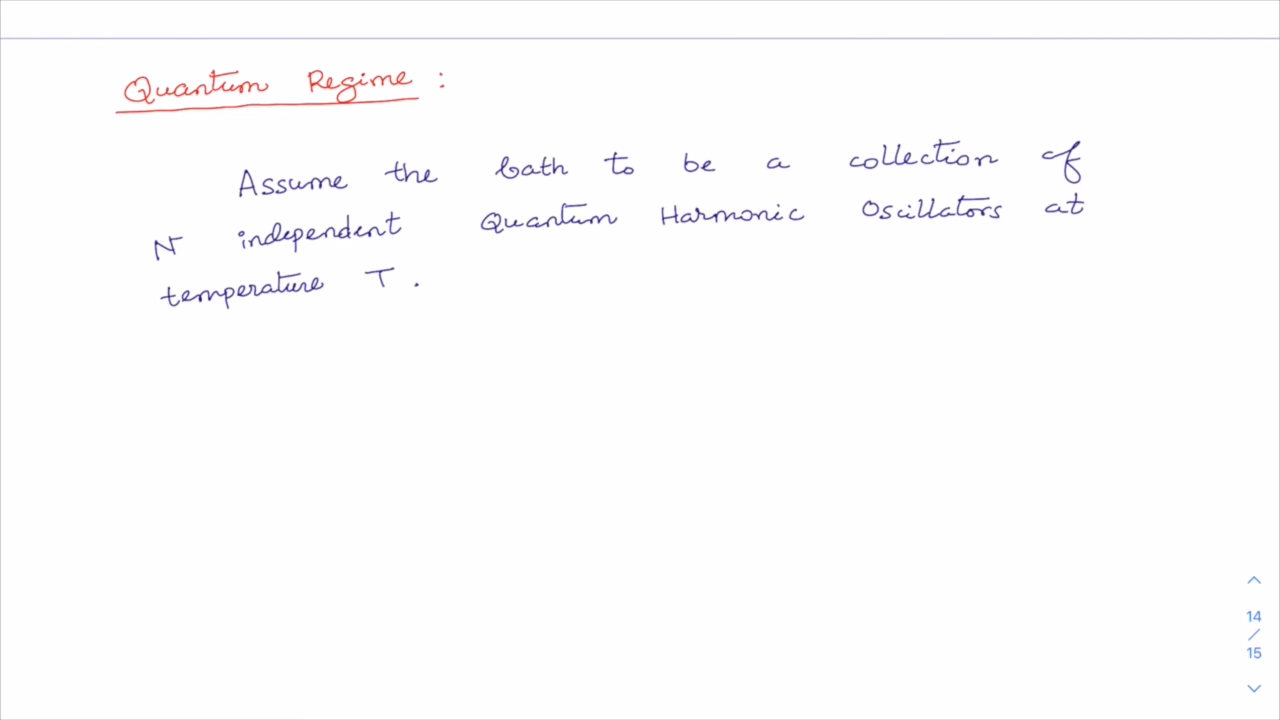 Quantum Regime :
Assume the bath to be a collection of
N independent Quantum Harmonic Oscillators at
temperature T.
14
/
15